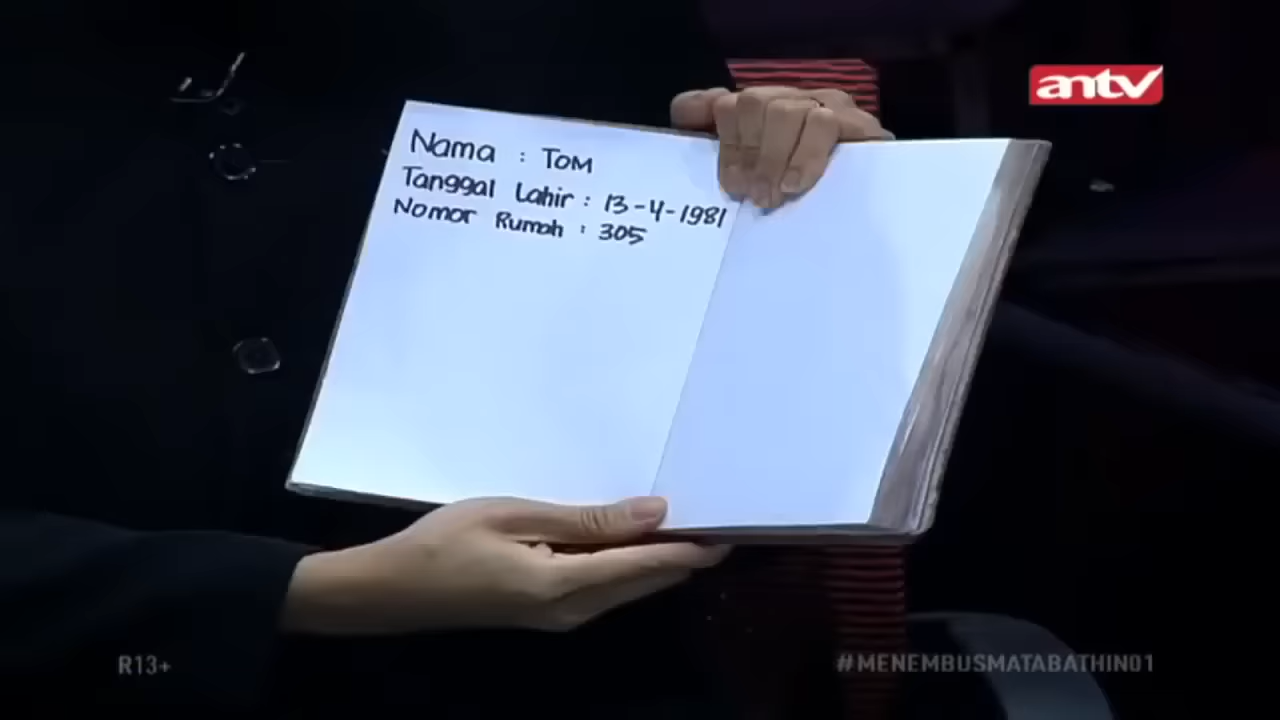 antv
Nama : TOM
Tanggal Lahir : 13-4-1981
Nomor Rumah : 305
R13+
#MENEMBUSMATABATHIN01